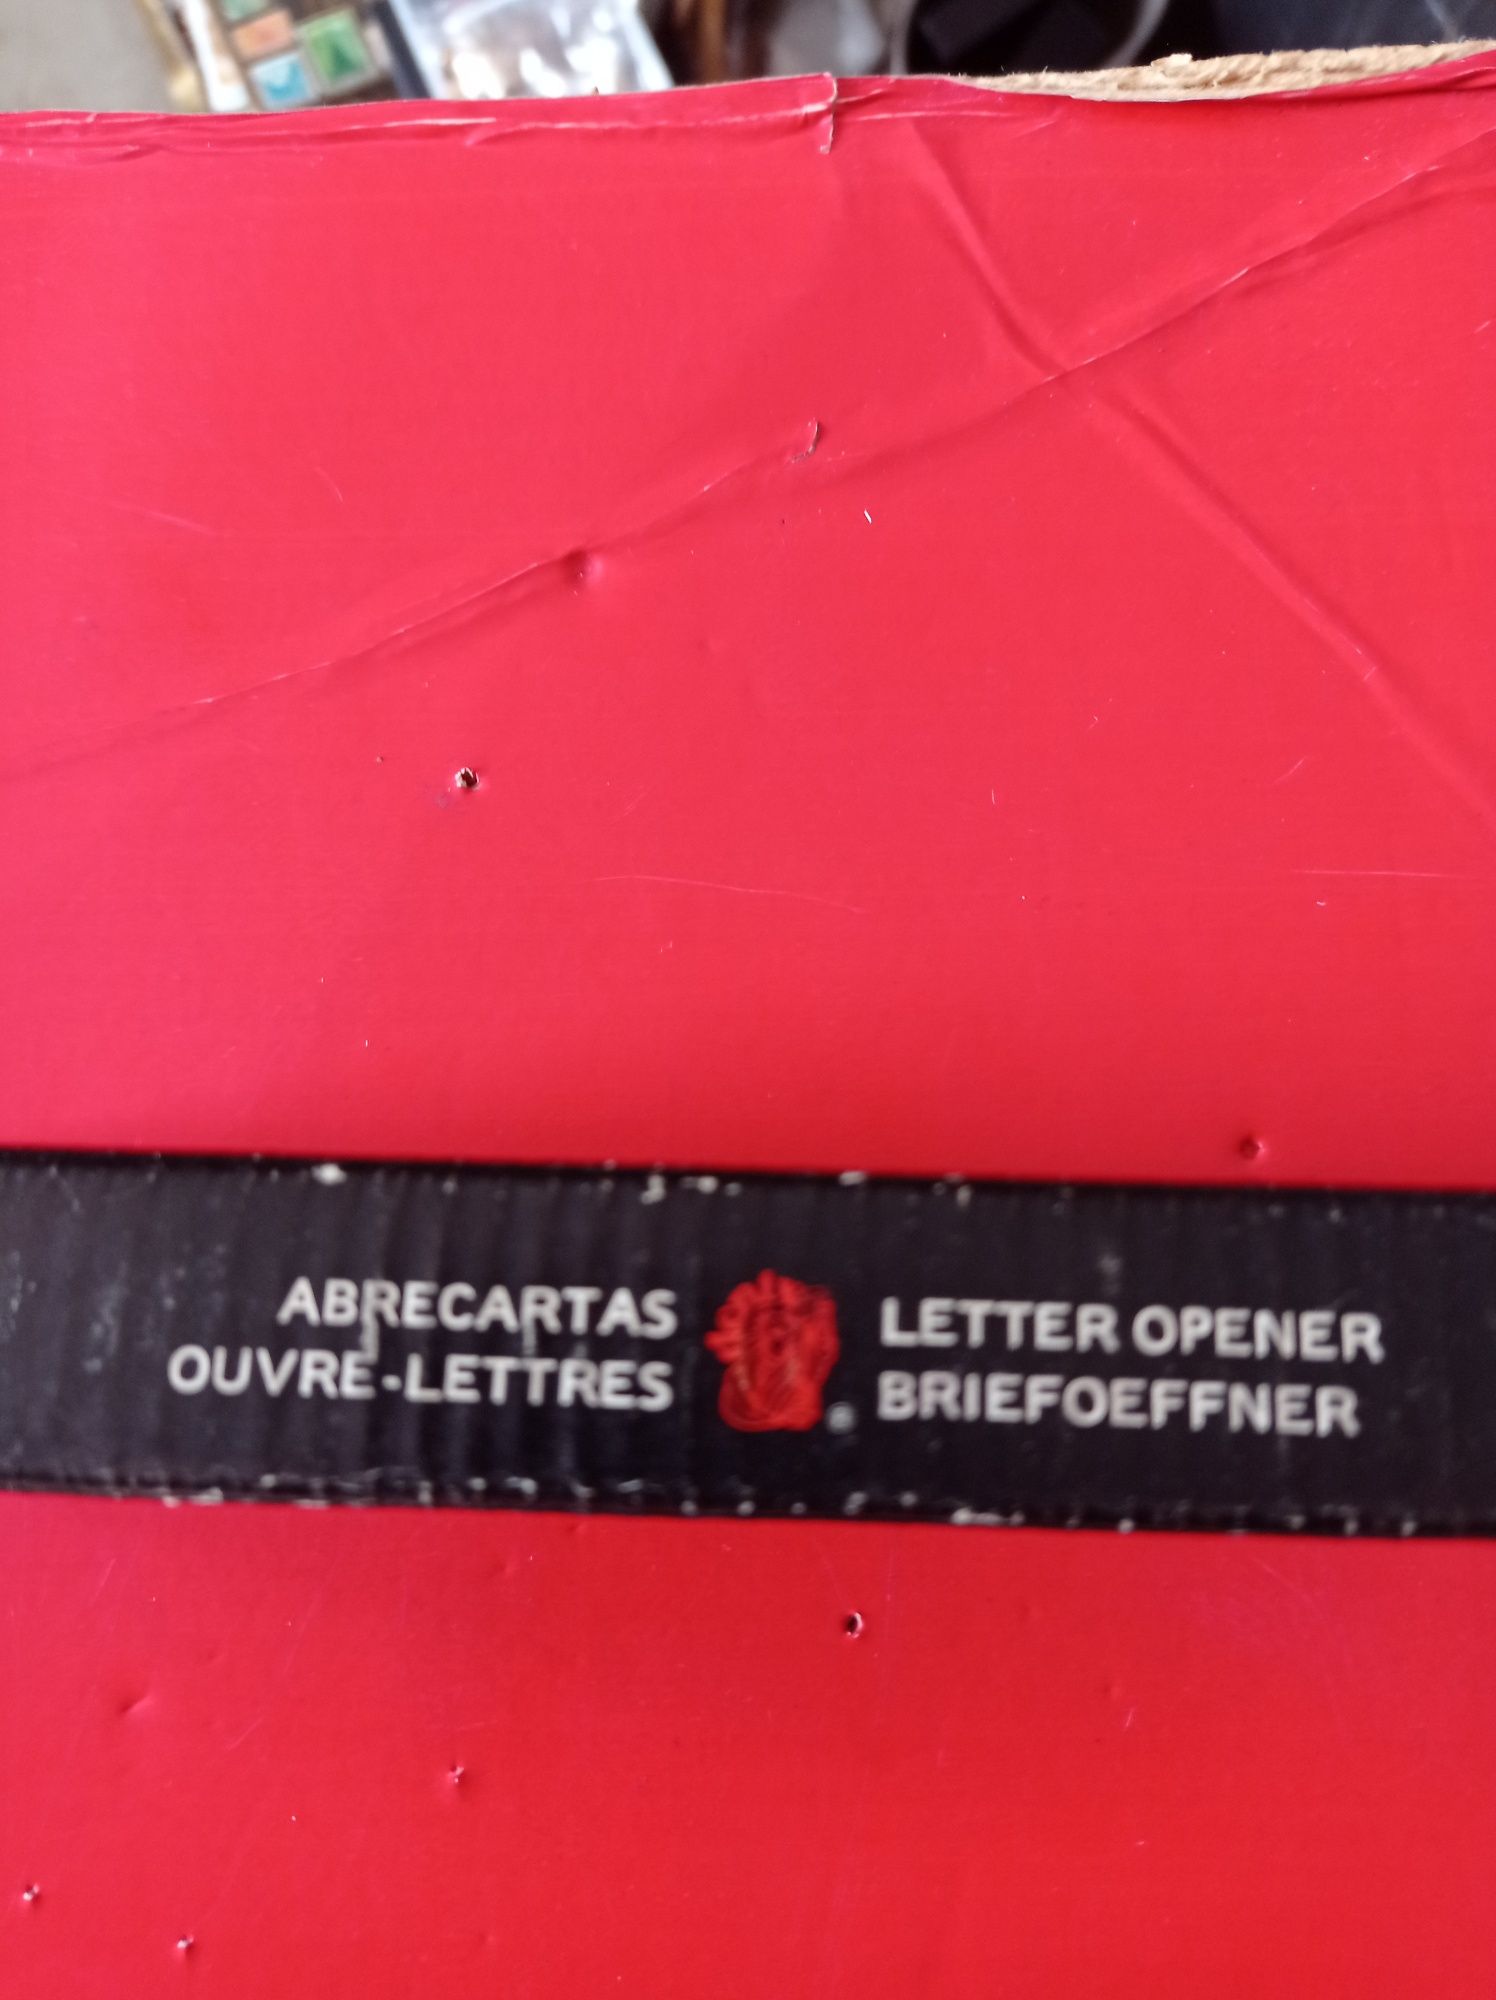 ABRECARTAS
OUVRE-LETTRES
®
LETTER OPENER
BRIEFOEFFNER